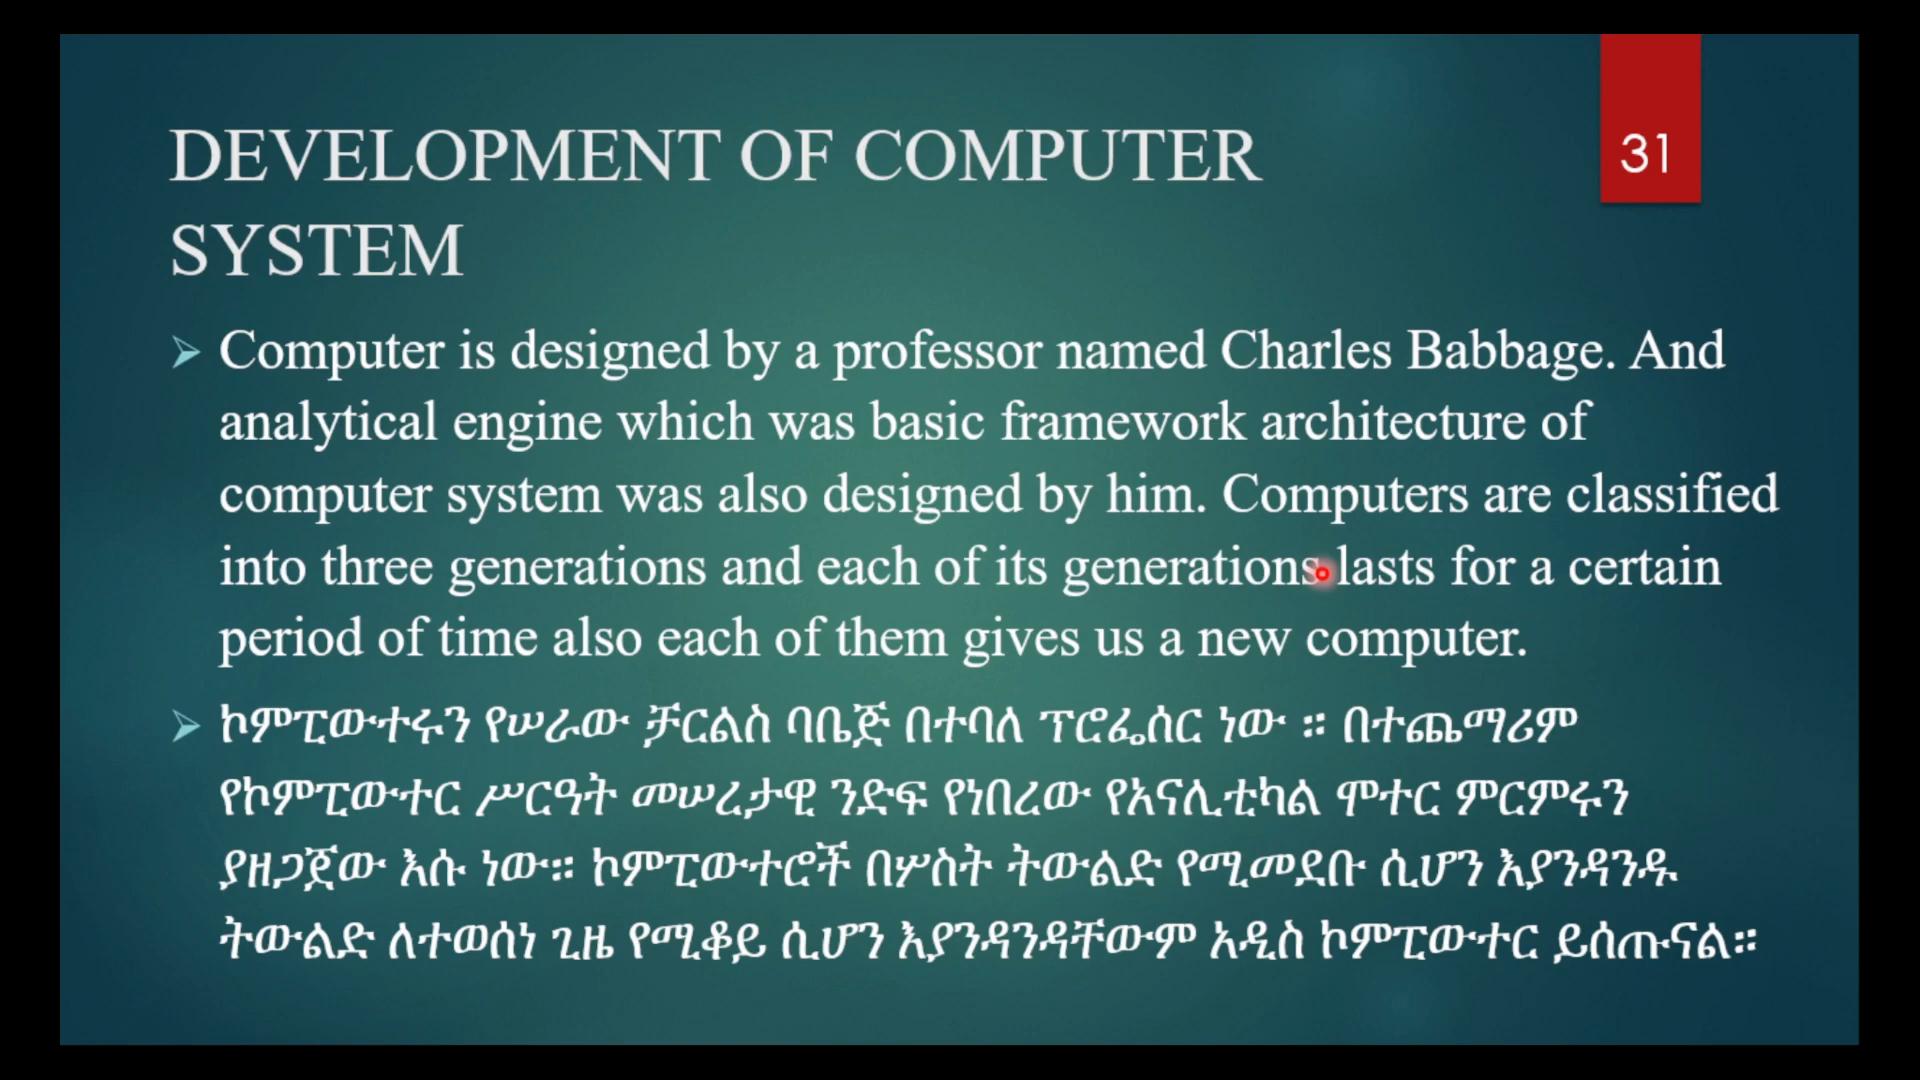 DEVELOPMENT OF COMPUTER
SYSTEM
31
Computer is designed by a professor named Charles Babbage. And
analytical engine which was basic framework architecture of
computer system was also designed by him. Computers are classified
into three generations and each of its generations lasts for a certain
period of time also each of them gives us a new computer.
ኮምፒውተሩን የሠራው ቻርልስ ባቤጅ በተባለ ፕሮፌሰር ነው ። በተጨማሪም
የኮምፒውተር ሥርዓት መሠረታዊ ንድፍ የነበረው የአናሊቲካል ሞተር ምርምሩን
ያዘጋጀው እሱ ነው። ኮምፒውተሮች በሦስት ትውልድ የሚመደቡ ሲሆን እያንዳንዱ
ትውልድ ለተወሰነ ጊዜ የሚቆይ ሲሆን እያንዳንዳቸውም አዲስ ኮምፒውተር ይሰጡናል።